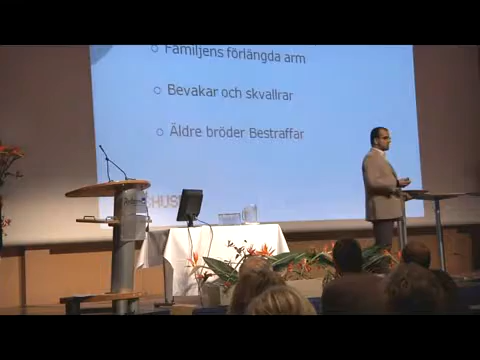 Familjens förlängda arm
Bevakar och skvallrar
Äldre bröder Bestraffar